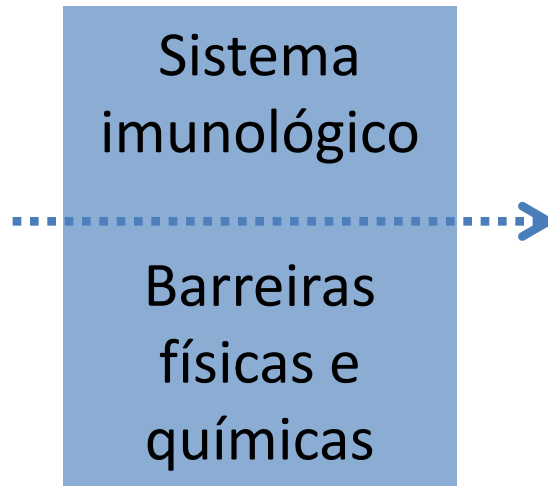 Sistema
imunológico
Barreiras
físicas e
químicas